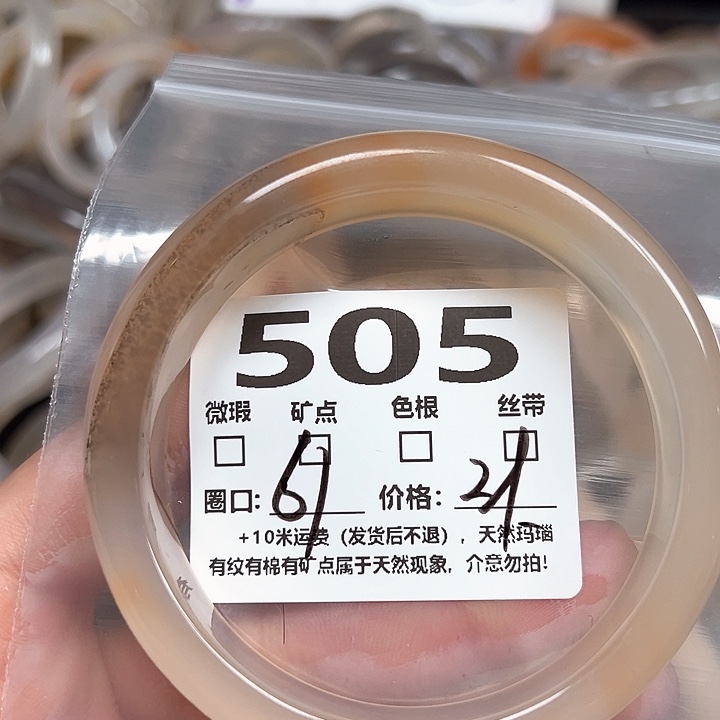 505
微瑕 矿点 色根 丝带
圈口: 61 价格: 21
+10米运费（发货后不退），天然玛瑙
有纹有棉有矿点属于天然现象，介意勿拍!